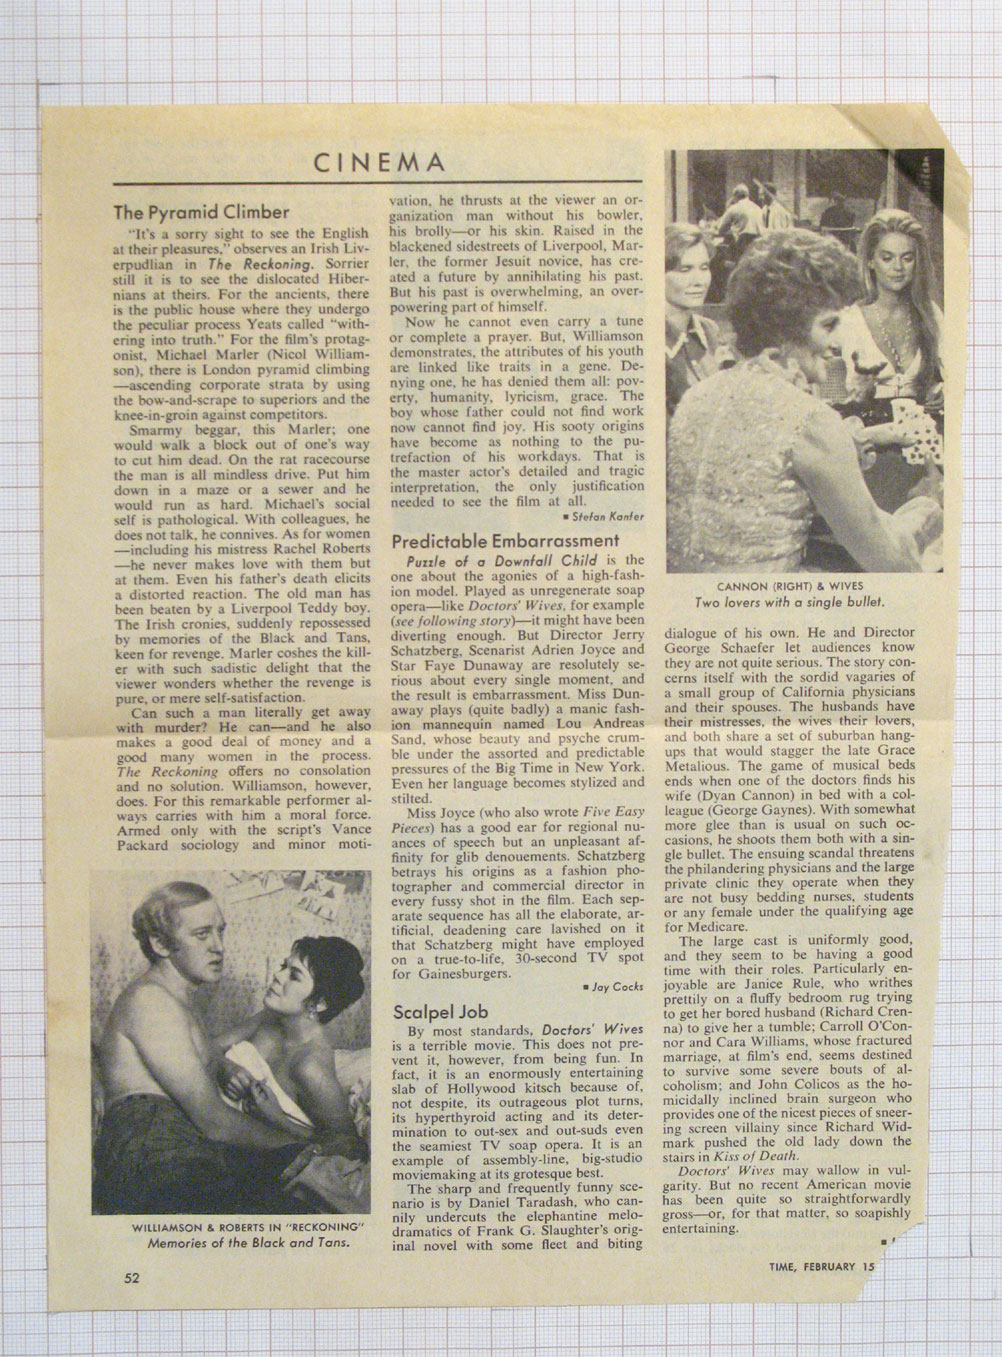 CINEMA
The Pyramid Climber
"It's a sorry sight to see the English
at their pleasures," observes an Irish Liv-
erpudlian in The Reckoning. Sorrier
still it is to see the dislocated Hiber-
nians at theirs. For the ancients, there
is the public house where they undergo
the peculiar process Yeats called "with-
ering into truth." For the film's protag-
onist, Michael Marler (Nicol William-
son), there is London pyramid climbing
—ascending corporate strata by using
the bow-and-scrape to superiors and the
knee-in-groin against competitors.
Smarmy beggar, this Marler; one
would walk a block out of one's way
to cut him dead. On the rat racecourse
the man is all mindless drive. Put him
down in a maze or a sewer and he
would run as hard. Michael's social
self is pathological. With colleagues, he
does not talk, he connives. As for women
—including his mistress Rachel Roberts
—he never makes love with them but
at them. Even his father's death elicits
a distorted reaction. The old man has
been beaten by a Liverpool Teddy boy.
The Irish cronies, suddenly repossessed
by memories of the Black and Tans,
keen for revenge. Marler coshes the kill-
er with such sadistic delight that the
viewer wonders whether the revenge is
pure, or mere self-satisfaction.
Can such a man literally get away
with murder? He can—and he also
makes a good deal of money and a
good many women in the process.
The Reckoning offers no consolation
and no solution. Williamson, however,
does. For this remarkable performer al-
ways carries with him a moral force.
Armed only with the script's Vance
Packard sociology and minor moti-
WILLIAMSON & ROBERTS IN "RECKONING"
Memories of the Black and Tans.
52
vation, he thrusts at the viewer an or-
ganization man without his bowler,
his brolly—or his skin. Raised in the
blackened sidestreets of Liverpool, Mar-
ler, the former Jesuit novice, has cre-
ated a future by annihilating his past.
But his past is overwhelming, an over-
powering part of himself.
Now he cannot even carry a tune
or complete a prayer. But, Williamson
demonstrates, the attributes of his youth
are linked like traits in a gene. De-
nying one, he has denied them all: pov-
erty, humanity, lyricism, grace. The
boy whose father could not find work
now cannot find joy. His sooty origins
have become as nothing to the pu-
trefaction of his workdays. That is
the master actor's detailed and tragic
interpretation, the only justification
needed to see the film at all.
■ Stefan Kanfer
Predictable Embarrassment
Puzzle of a Downfall Child is the
one about the agonies of a high-fash-
ion model. Played as unregenerate soap
opera—like Doctors' Wives, for example
(see following story)—it might have been
diverting enough. But Director Jerry
Schatzberg, Scenarist Adrien Joyce and
Star Faye Dunaway are resolutely se-
rious about every single moment, and
the result is embarrassment. Miss Dun-
away plays (quite badly) a manic fash-
ion mannequin named Lou Andreas
Sand, whose beauty and psyche crum-
ble under the assorted and predictable
pressures of the Big Time in New York.
Even her language becomes stylized and
stilted.
Miss Joyce (who also wrote Five Easy
Pieces) has a good ear for regional nu-
ances of speech but an unpleasant af-
finity for glib denouements. Schatzberg
betrays his origins as a fashion pho-
tographer and commercial director in
every fussy shot in the film. Each sep-
arate sequence has all the elaborate, ar-
tificial, deadening care lavished on it
that Schatzberg might have employed
on a true-to-life, 30-second TV spot
for Gainesburgers.
■ Jay Cocks
Scalpel Job
By most standards, Doctors' Wives
is a terrible movie. This does not pre-
vent it, however, from being fun. In
fact, it is an enormously entertaining
slab of Hollywood kitsch because of,
not despite, its outrageous plot turns,
its hyperthyroid acting and its deter-
mination to out-sex and out-suds even
the seamiest TV soap opera. It is an
example of assembly-line, big-studio
moviemaking at its grotesque best.
The sharp and frequently funny sce-
nario is by Daniel Taradash, who can-
nily undercuts the elephantine melo-
dramatics of Frank G. Slaughter's orig-
inal novel with some fleet and biting
CANNON (RIGHT) & WIVES
Two lovers with a single bullet.
dialogue of his own. He and Director
George Schaefer let audiences know
they are not quite serious. The story con-
cerns itself with the sordid vagaries of
a small group of California physicians
and their spouses. The husbands have
their mistresses, the wives their lovers,
and both share a set of suburban hang-
ups that would stagger the late Grace
Metalious. The game of musical beds
ends when one of the doctors finds his
wife (Dyan Cannon) in bed with a col-
league (George Gaynes). With somewhat
more glee than is usual on such oc-
casions, he shoots them both with a sin-
gle bullet. The ensuing scandal threatens
the philandering physicians and the large
private clinic they operate when they
are not busy bedding nurses, students
or any female under the qualifying age
for Medicare.
The large cast is uniformly good,
and they seem to be having a good
time with their roles. Particularly en-
joyable are Janice Rule, who writhes
prettily on a fluffy bedroom rug trying
to get her bored husband (Richard Cren-
na) to give her a tumble; Carroll O'Con-
nor and Cara Williams, whose fractured
marriage, at film's end, seems destined
to survive some severe bouts of al-
coholism; and John Colicos as the ho-
micidally inclined brain surgeon who
provides one of the nicest pieces of sneer-
ing screen villainy since Richard Wid-
mark pushed the old lady down the
stairs in Kiss of Death.
Doctors' Wives may wallow in vul-
garity. But no recent American movie
has been quite so straightforwardly
gross—or, for that matter, so soapishly
entertaining.
TIME, FEBRUARY 15